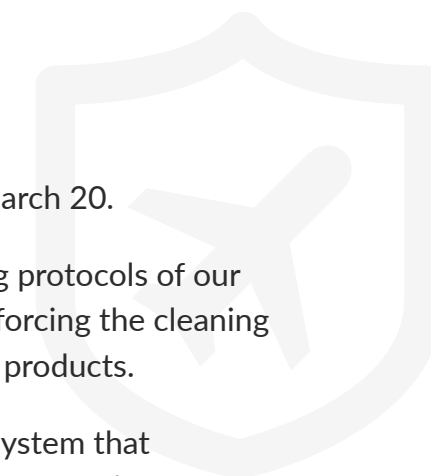 arch 20.
g protocols of our
forcing the cleaning
products.
ystem that